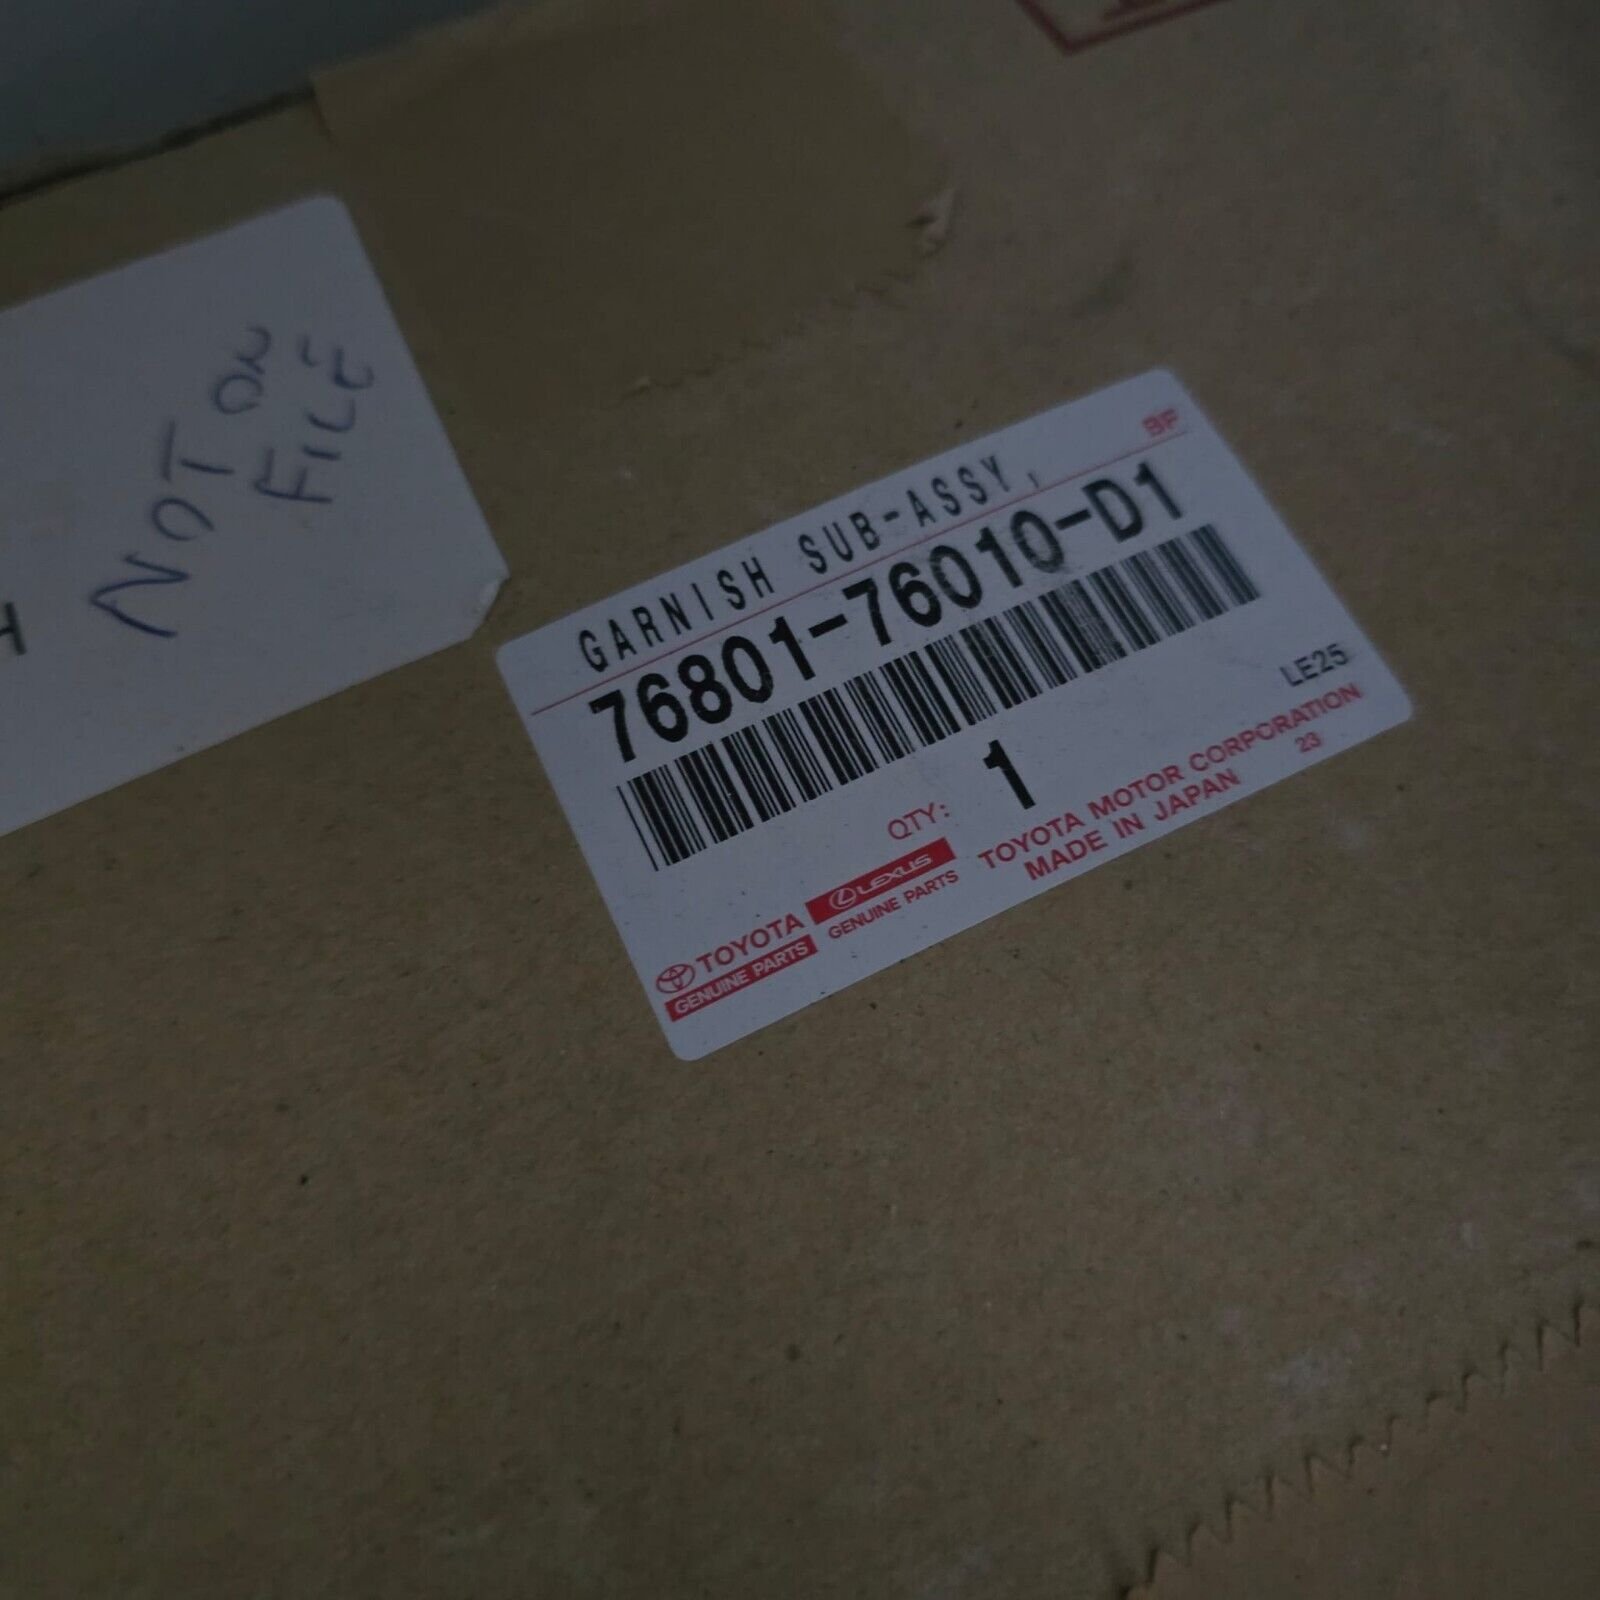 NOT ON
FILE
H
BF
GARNISH SUB-ASSY,
76801-76010-D1
LE25
QTY: 1
TOYOTA MOTOR CORPORATION
MADE IN JAPAN 23
TOYOTA
GENUINE PARTS
LEXUS
GENUINE PARTS